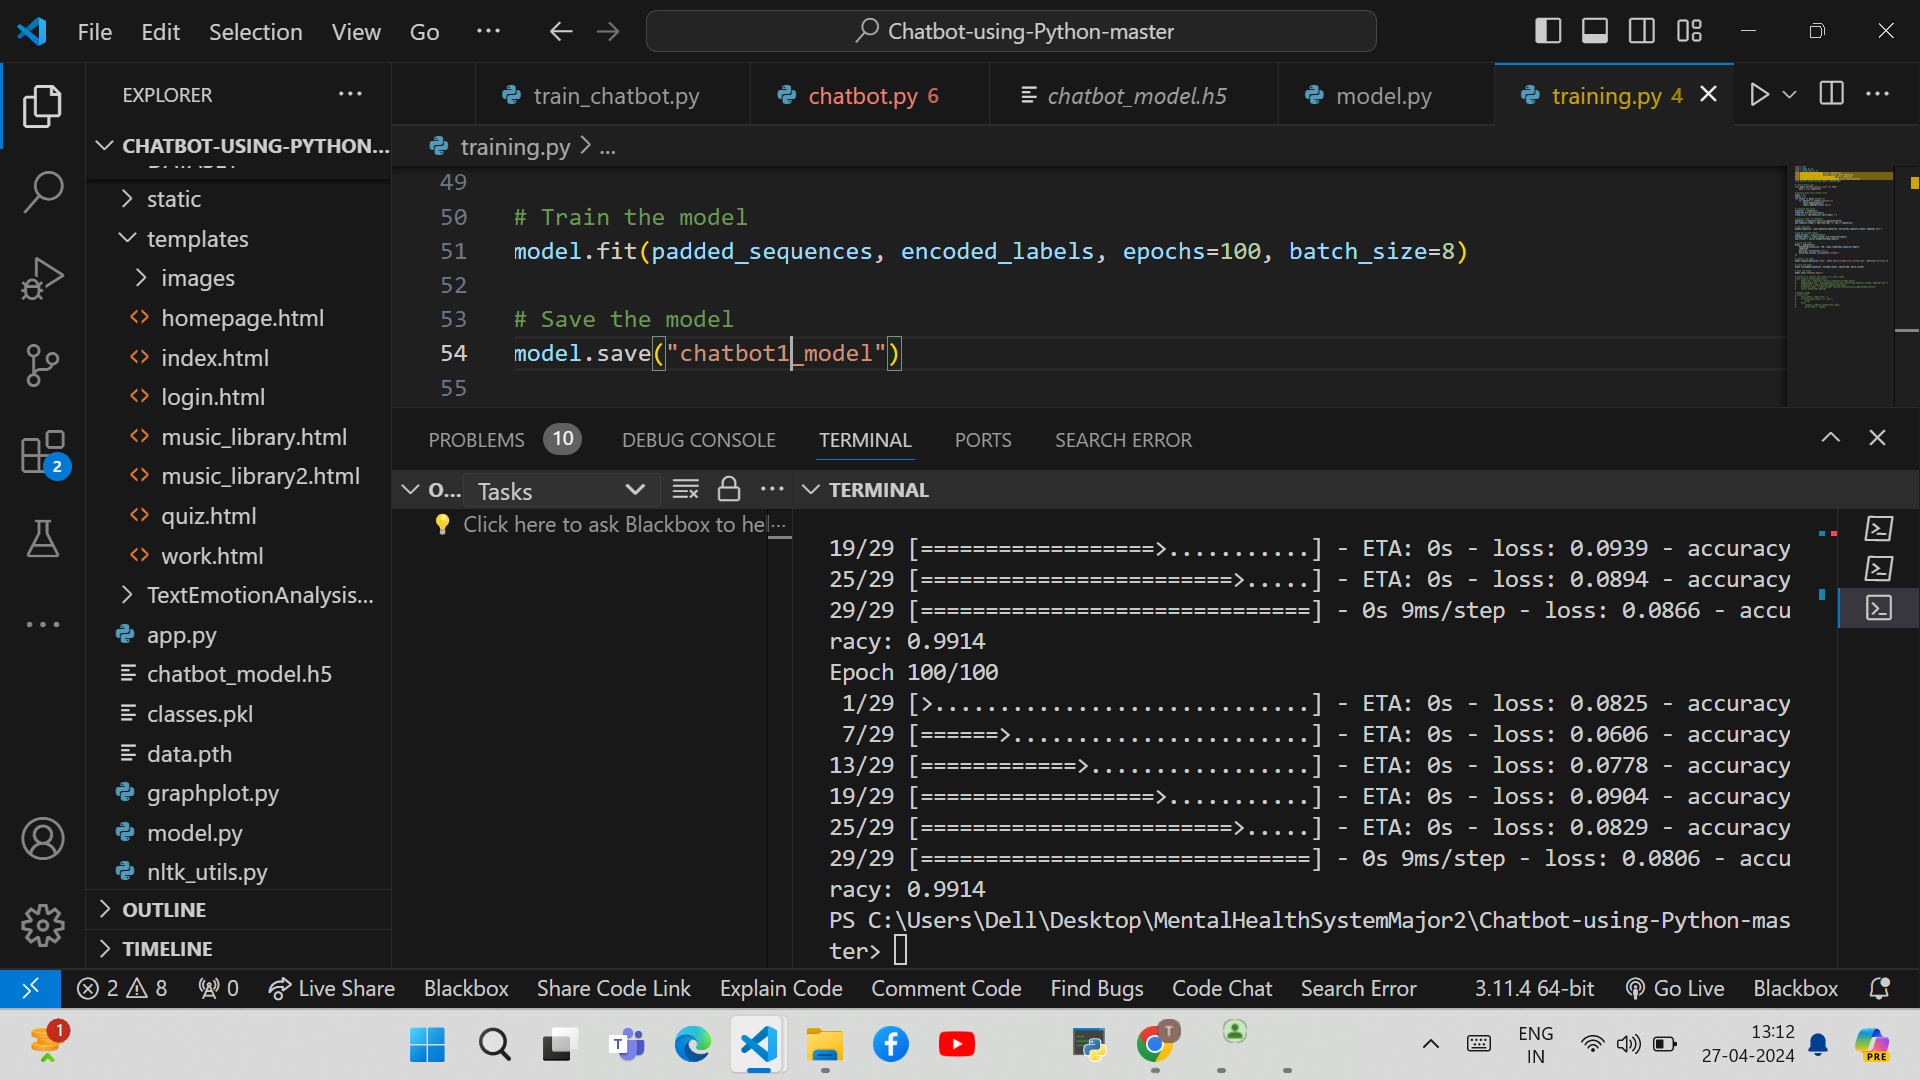 File Edit Selection View Go ···
Chatbot-using-Python-master
EXPLORER
train_chatbot.py
chatbot.py 6
chatbot_model.h5
model.py
training.py 4
CHATBOT-USING-PYTHON...
training.py > ...
static
templates
images
homepage.html
index.html
login.html
music_library.html
music_library2.html
quiz.html
work.html
TextEmotionAnalysis...
app.py
chatbot_model.h5
classes.pkl
data.pth
graphplot.py
model.py
nltk_utils.py
OUTLINE
TIMELINE
49
50 # Train the model
51 model.fit(padded_sequences, encoded_labels, epochs=100, batch_size=8)
52
53 # Save the model
54 model.save("chatbot1_model")
55
PROBLEMS 10 DEBUG CONSOLE TERMINAL PORTS SEARCH ERROR
O... Tasks
TERMINAL
Click here to ask Blackbox to he
19/29 [==================>...........] - ETA: 0s - loss: 0.0939 - accuracy
25/29 [========================>.....] - ETA: 0s - loss: 0.0894 - accuracy
29/29 [==============================] - 0s 9ms/step - loss: 0.0866 - accu
racy: 0.9914
Epoch 100/100
1/29 [>.............................] - ETA: 0s - loss: 0.0825 - accuracy
7/29 [======>.......................] - ETA: 0s - loss: 0.0606 - accuracy
13/29 [============>.................] - ETA: 0s - loss: 0.0778 - accuracy
19/29 [==================>...........] - ETA: 0s - loss: 0.0904 - accuracy
25/29 [========================>.....] - ETA: 0s - loss: 0.0829 - accuracy
29/29 [==============================] - 0s 9ms/step - loss: 0.0806 - accu
racy: 0.9914
PS C:\Users\Dell\Desktop\MentalHealthSystemMajor2\Chatbot-using-Python-mas
ter>
2
2 8 0 Live Share Blackbox Share Code Link Explain Code Comment Code Find Bugs Code Chat Search Error 3.11.4 64-bit Go Live Blackbox
1
T
T
ENG
IN
13:12
27-04-2024
PRE